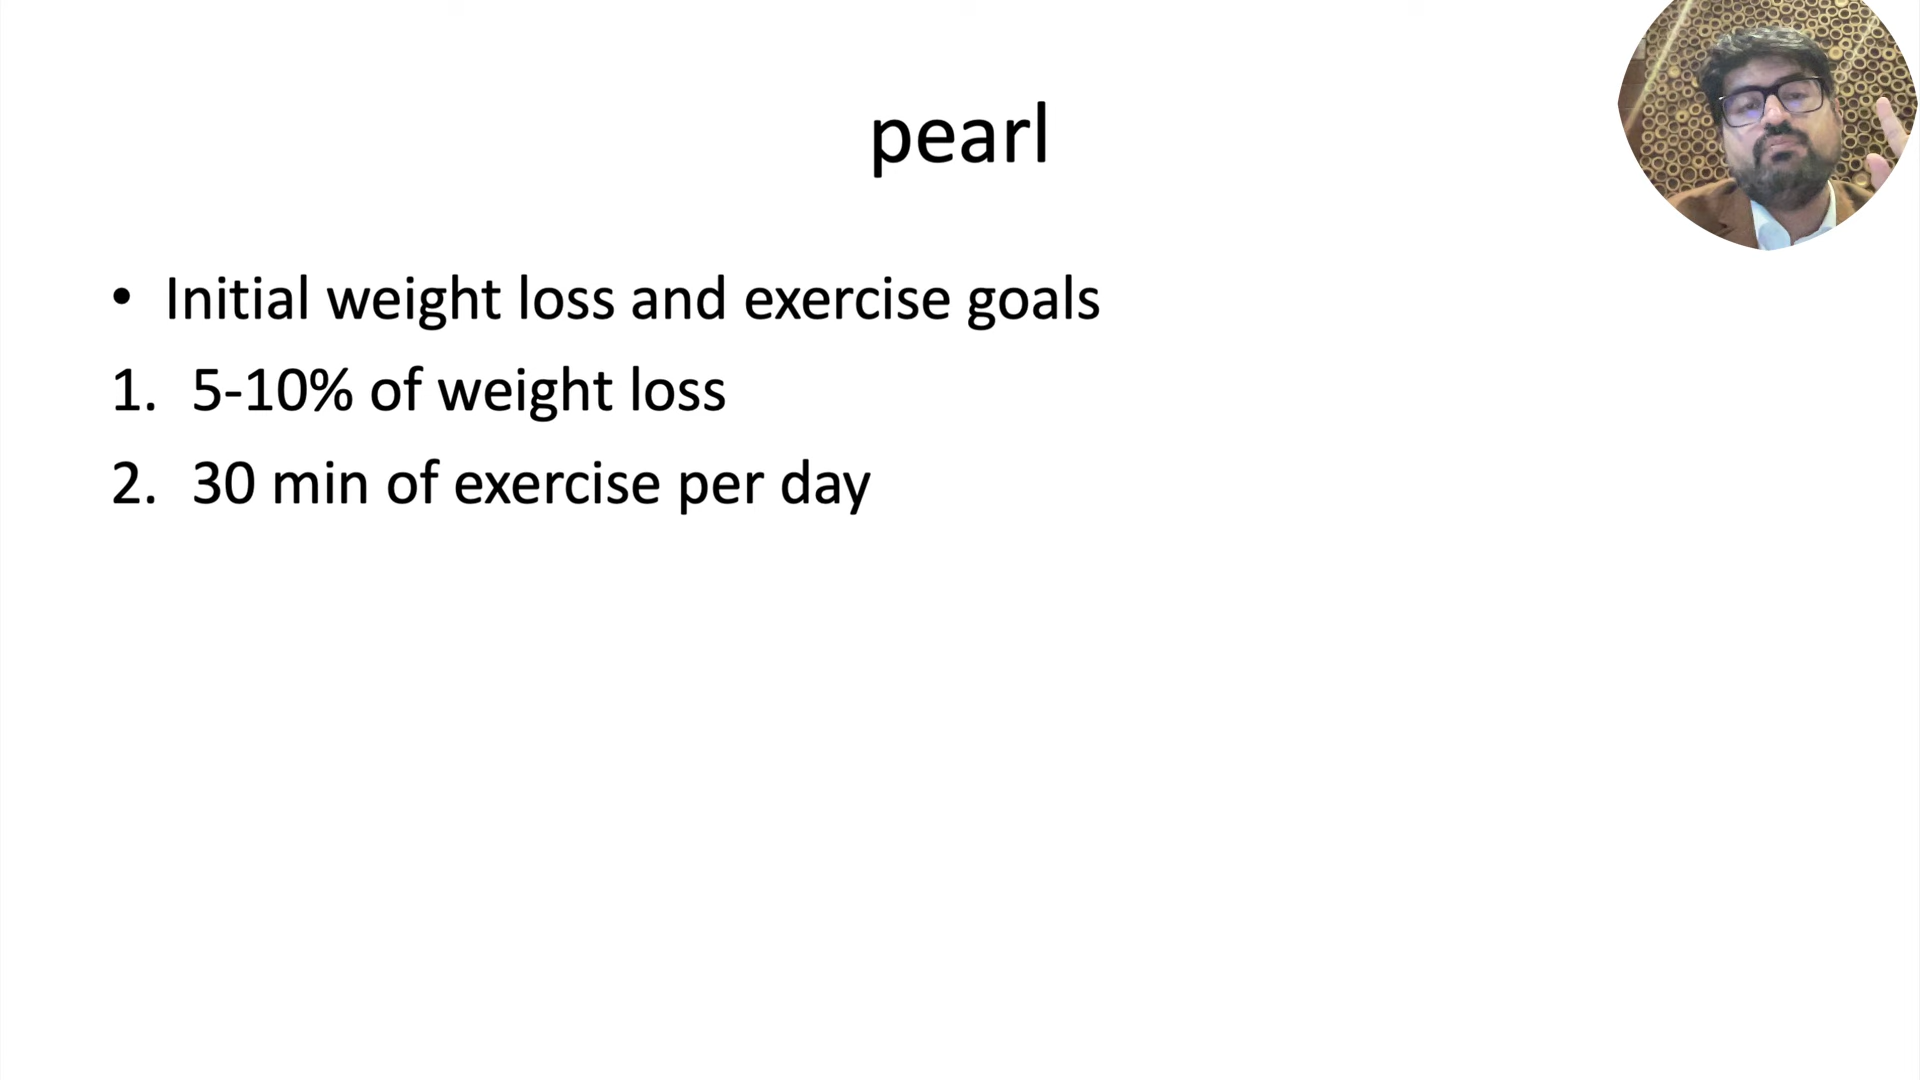 pearl
• Initial weight loss and exercise goals
1. 5-10% of weight loss
2. 30 min of exercise per day